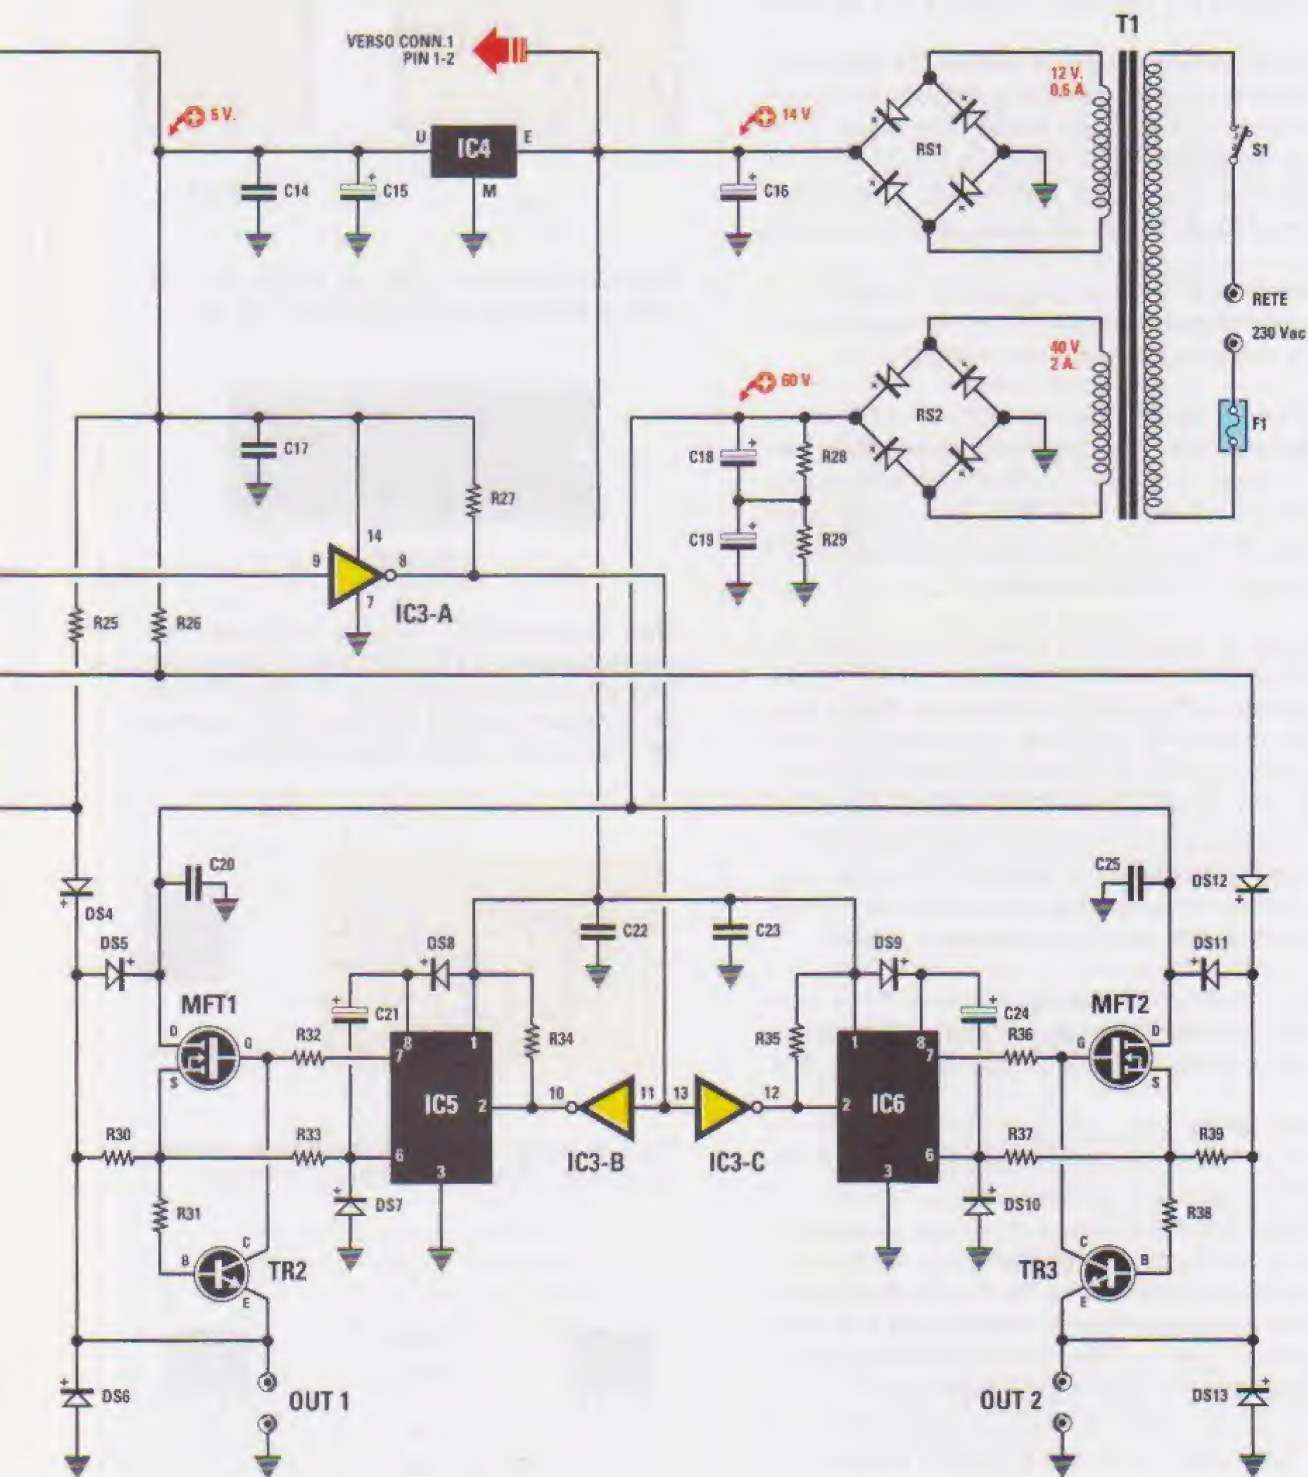 T1
VERSO CONN.1
PIN 1-2
12 V.
0,5 A.
5 V.
14 V
U
IC4
E
RS1
S1
C14
C15
M
C16
RETE
230 Vac
40 V.
2 A.
60 V.
RS2
F1
C17
C18
R28
R27
14
C19
R29
9
8
7
IC3-A
R25
R26
C20
C25
DS12
DS4
C22
C23
DS5
DS8
DS9
DS11
MFT1
C21
C24
MFT2
D
R32
R34
R35
R36
D
G
8
1
1
8
G
S
7
7
S
IC5
2
10
11
13
12
2
IC6
R30
R33
6
IC3-B
IC3-C
6
R37
R39
3
3
R31
DS7
DS10
R38
C
C
B
TR2
TR3
B
E
E
DS6
OUT 1
OUT 2
DS13